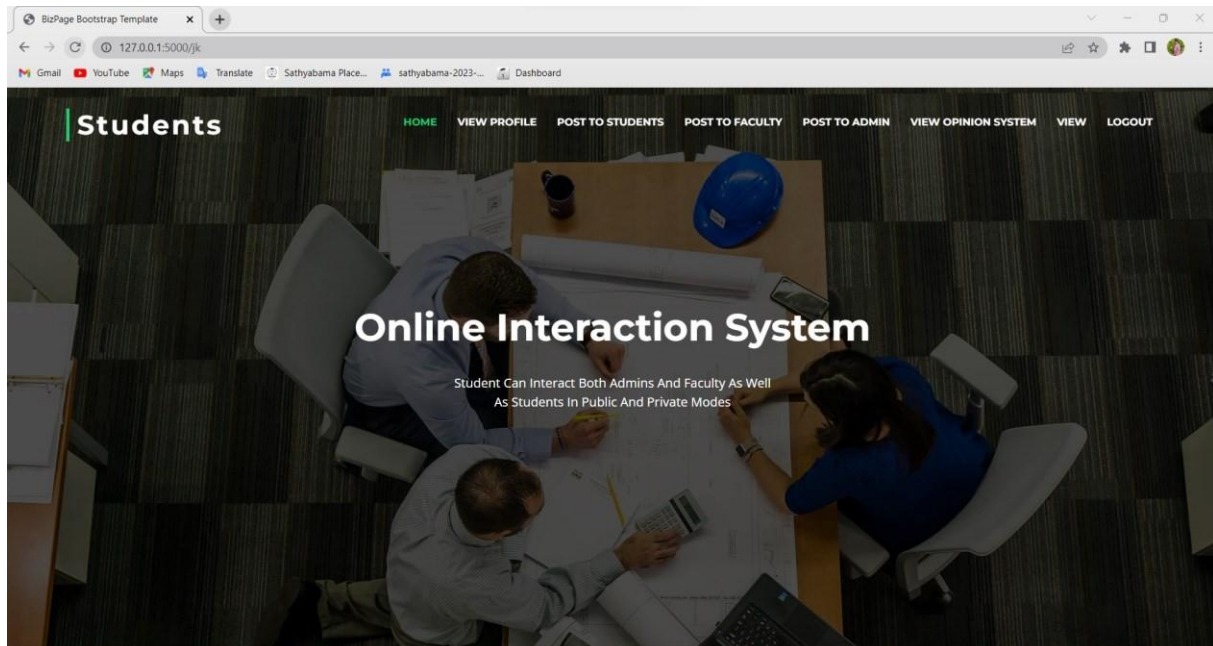 BizPage Bootstrap Template
127.0.0.1:5000/jk
Gmail YouTube Maps Translate Sathyabama Place... sathyabama-2023-... Dashboard
Students
HOME VIEW PROFILE POST TO STUDENTS POST TO FACULTY POST TO ADMIN VIEW OPINION SYSTEM VIEW LOGOUT
Online Interaction System
Student Can Interact Both Admins And Faculty As Well
As Students In Public And Private Modes